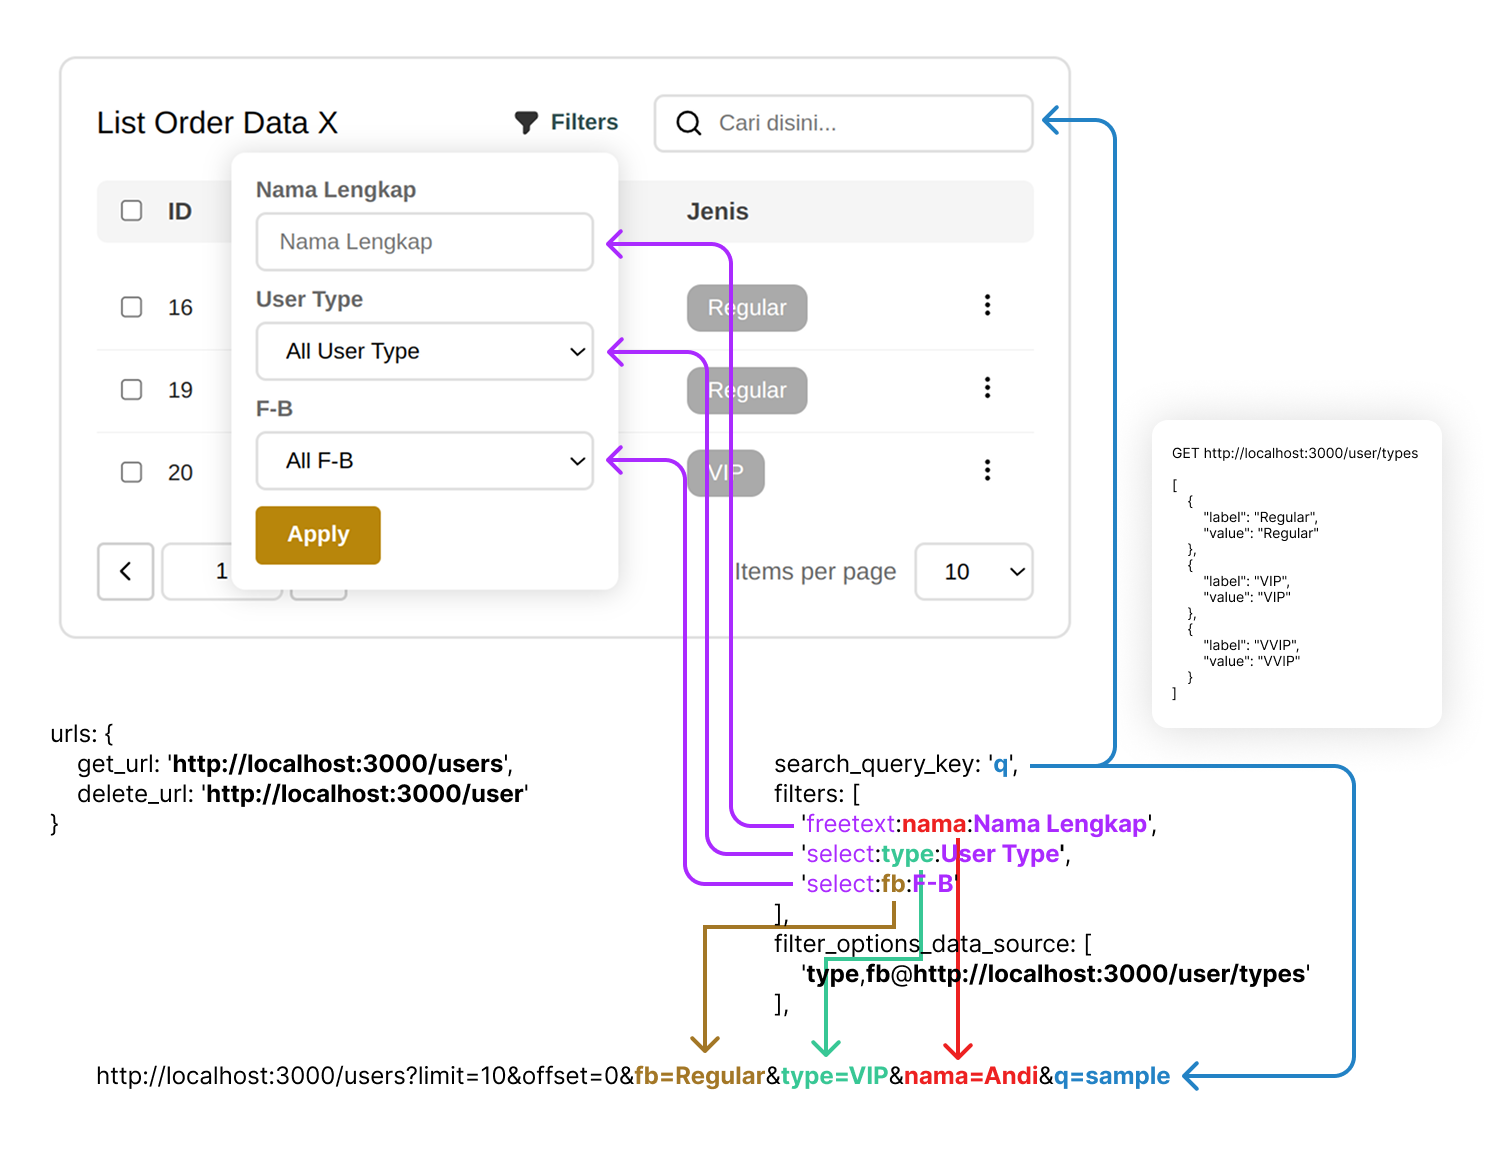 List Order Data X
Filters
Cari disini...
ID
Jenis
Nama Lengkap
Nama Lengkap
User Type
All User Type
F-B
All F-B
Apply
16
Regular
19
Regular
20
VIP
1
Items per page
10
GET http://localhost:3000/user/types
[
{
"label": "Regular",
"value": "Regular"
},
{
"label": "VIP",
"value": "VIP"
},
{
"label": "VVIP",
"value": "VVIP"
}
]
urls: {
get_url: 'http://localhost:3000/users',
delete_url: 'http://localhost:3000/user'
}
search_query_key: 'q',
filters: [
'freetext:nama:Nama Lengkap',
'select:type:User Type',
'select:fb:F-B'
],
filter_options_data_source: [
'type,fb@http://localhost:3000/user/types'
],
http://localhost:3000/users?limit=10&offset=0&fb=Regular&type=VIP&nama=Andi&q=sample